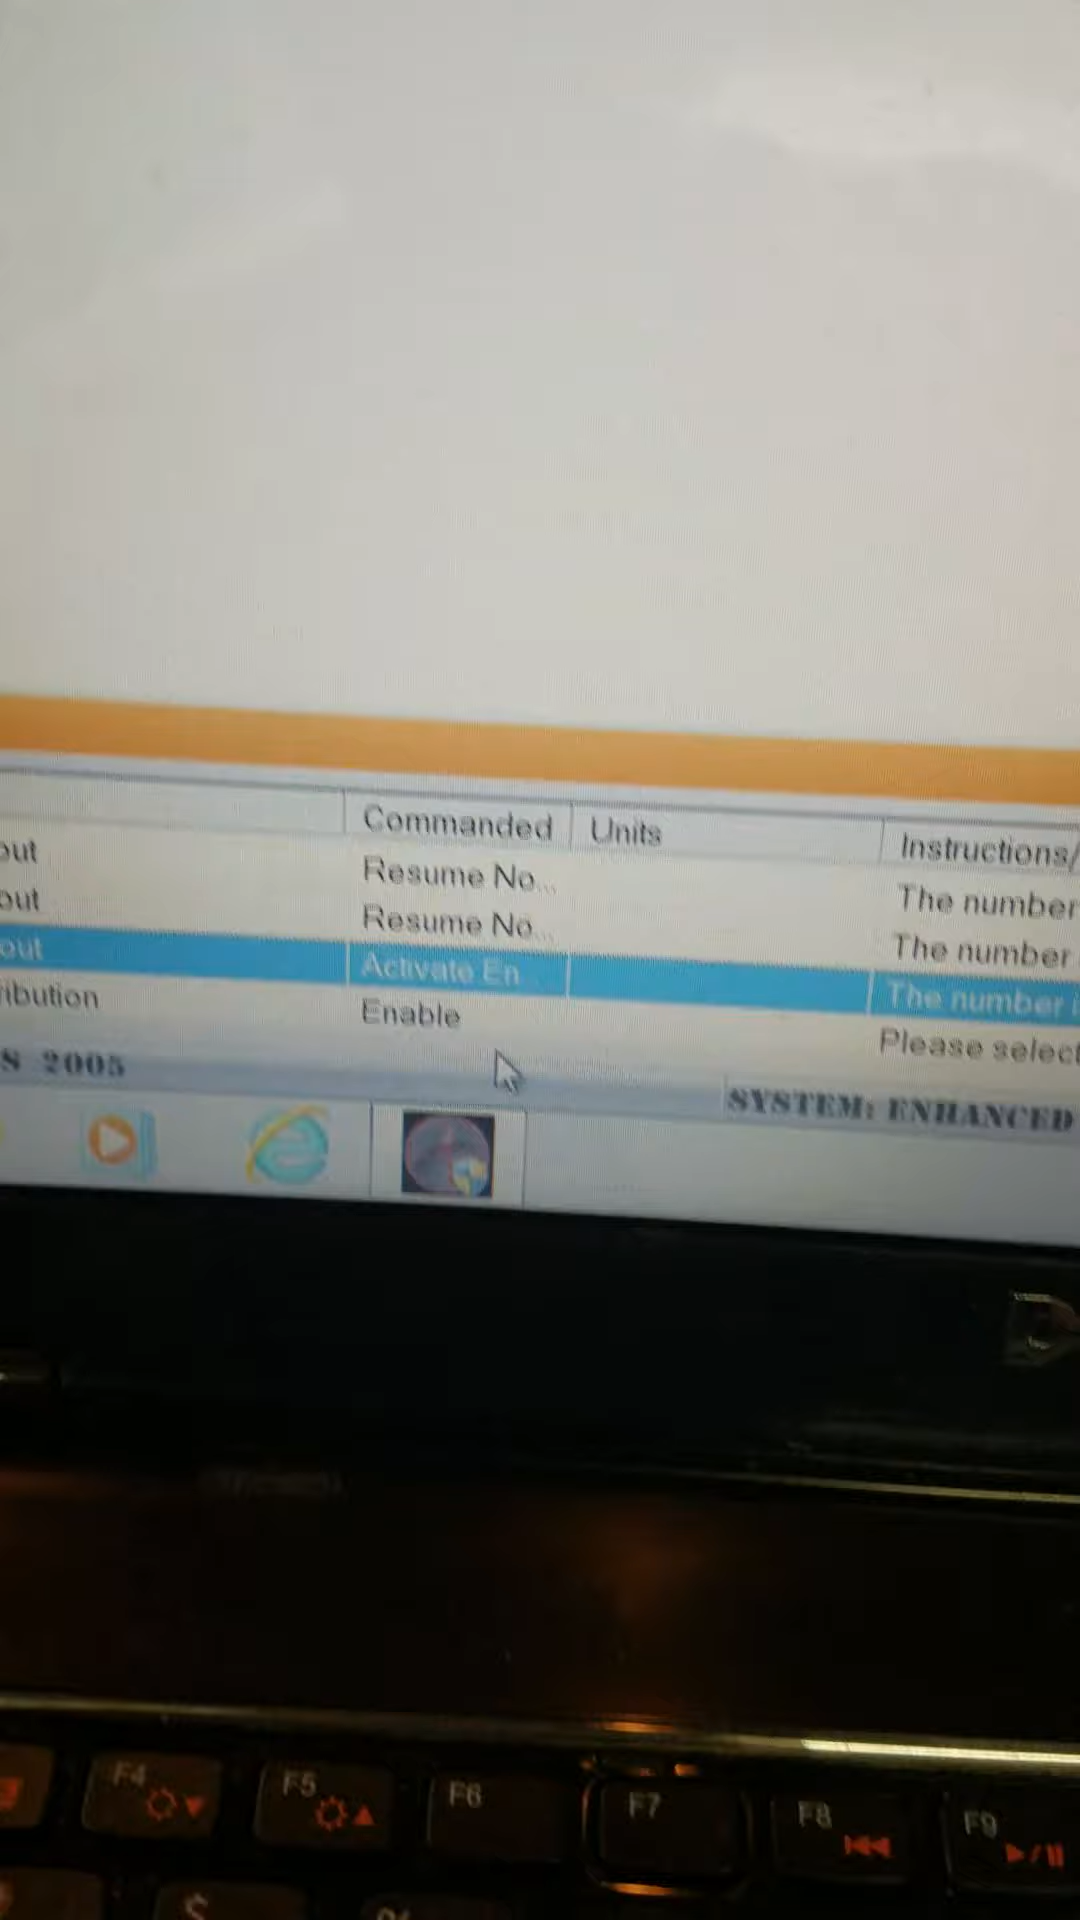 Commanded Units Instructions/
out Resume No... The number
out Resume No... The number
out Activate En... The number i
ribution Enable Please select
S 2005 SYSTEM: ENHANCED
F4 F5 F6 F7 F8 F9
$